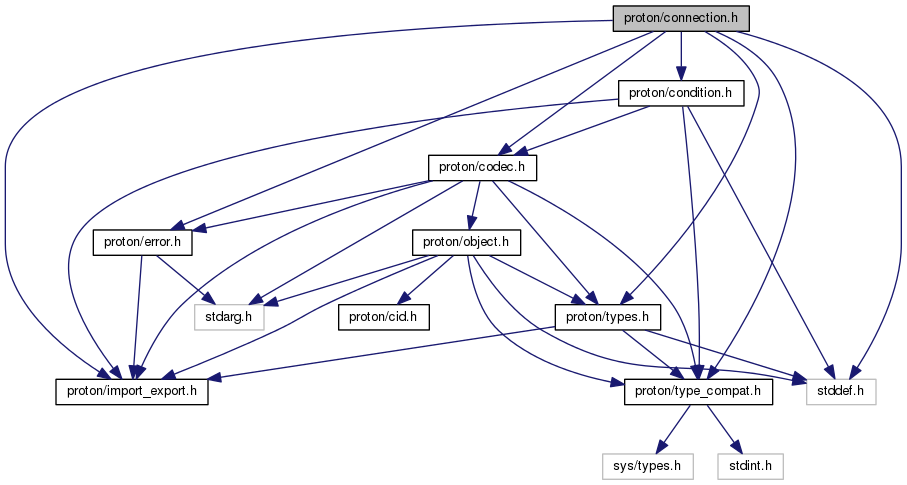 proton/connection.h
proton/condition.h
proton/codec.h
proton/error.h
proton/object.h
stdarg.h
proton/cid.h
proton/types.h
proton/import_export.h
proton/type_compat.h
stddef.h
sys/types.h
stdint.h